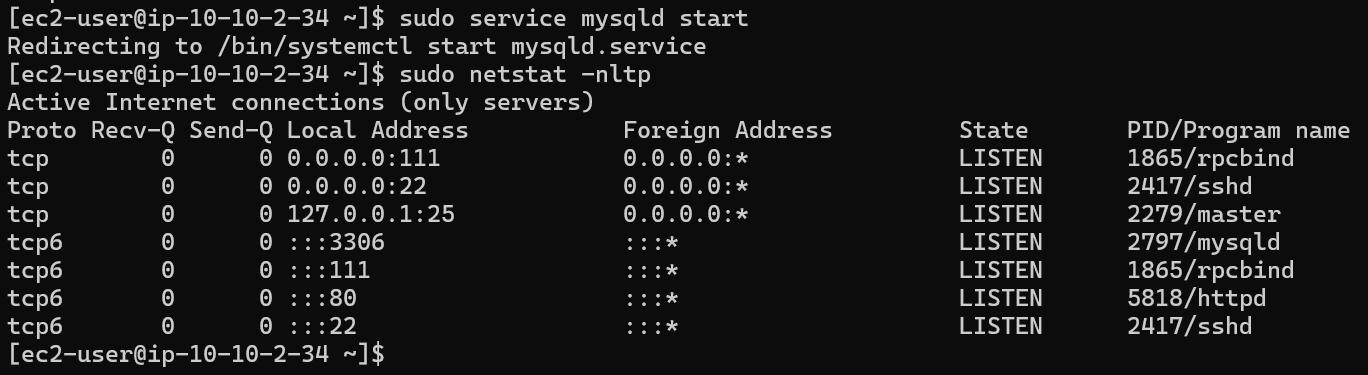 [ec2-user@ip-10-10-2-34 ~]$ sudo service mysqld start
Redirecting to /bin/systemctl start mysqld.service
[ec2-user@ip-10-10-2-34 ~]$ sudo netstat -nltp
Active Internet connections (only servers)
Proto Recv-Q Send-Q Local Address           Foreign Address         State       PID/Program name
tcp        0      0 0.0.0.0:111             0.0.0.0:*               LISTEN      1865/rpcbind
tcp        0      0 0.0.0.0:22              0.0.0.0:*               LISTEN      2417/sshd
tcp        0      0 127.0.0.1:25            0.0.0.0:*               LISTEN      2279/master
tcp6       0      0 :::3306                 :::*                    LISTEN      2797/mysqld
tcp6       0      0 :::111                  :::*                    LISTEN      1865/rpcbind
tcp6       0      0 :::80                   :::*                    LISTEN      5818/httpd
tcp6       0      0 :::22                   :::*                    LISTEN      2417/sshd
[ec2-user@ip-10-10-2-34 ~]$